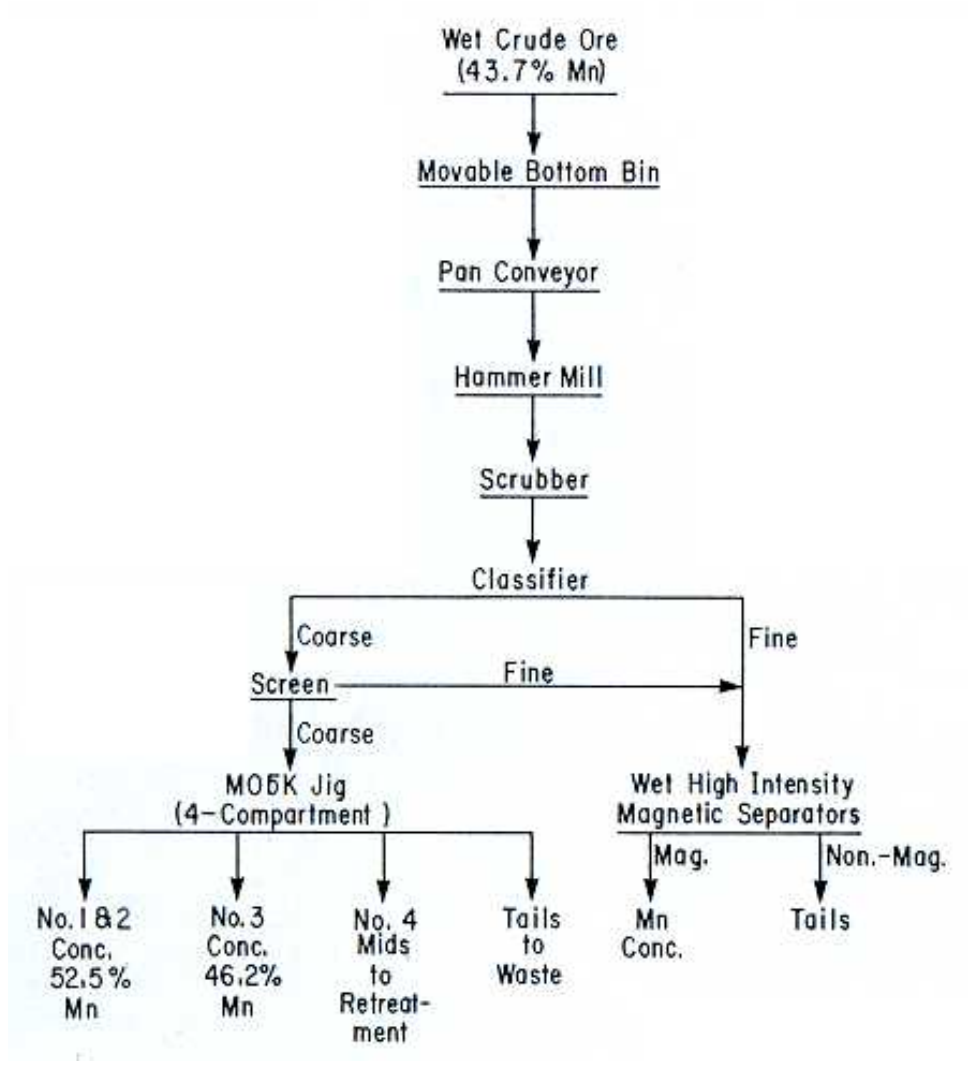 Wet Crude Ore
(43.7% Mn)
Movable Bottom Bin
Pan Conveyor
Hammer Mill
Scrubber
Classifier
Coarse
Fine
Screen
Fine
Coarse
MOБK Jig
(4-Compartment )
Wet High Intensity
Magnetic Separators
Mag.
Non.-Mag.
No. 1 & 2
Conc.
52.5%
Mn
No. 3
Conc.
46.2%
Mn
No. 4
Mids
to
Retreat-
ment
Tails
to
Waste
Mn
Conc.
Tails